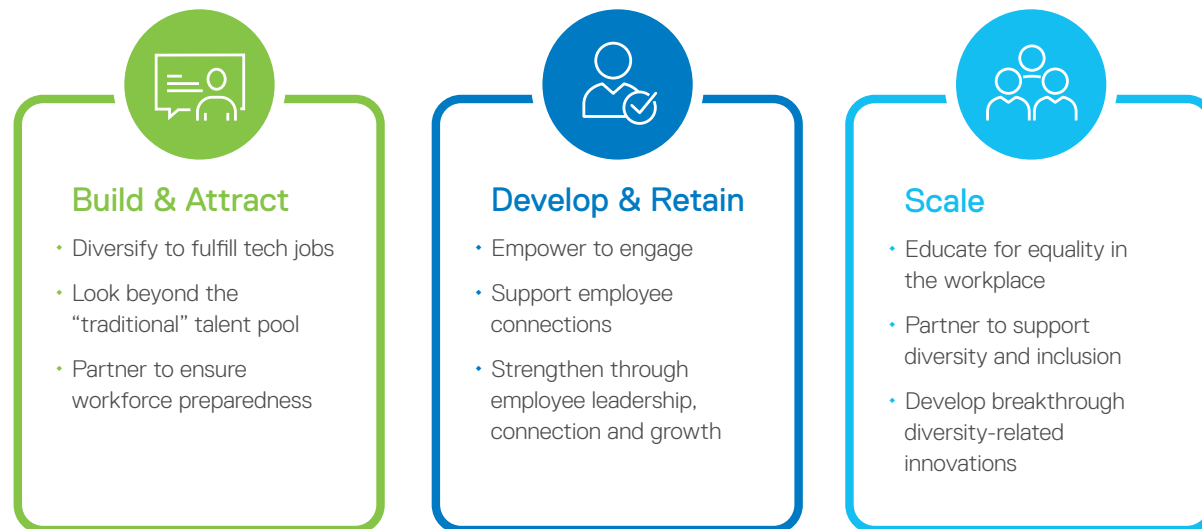 Build & Attract
• Diversify to fulfill tech jobs
• Look beyond the
“traditional” talent pool
• Partner to ensure
workforce preparedness
Develop & Retain
• Empower to engage
• Support employee
connections
• Strengthen through
employee leadership,
connection and growth
Scale
• Educate for equality in
the workplace
• Partner to support
diversity and inclusion
• Develop breakthrough
diversity-related
innovations